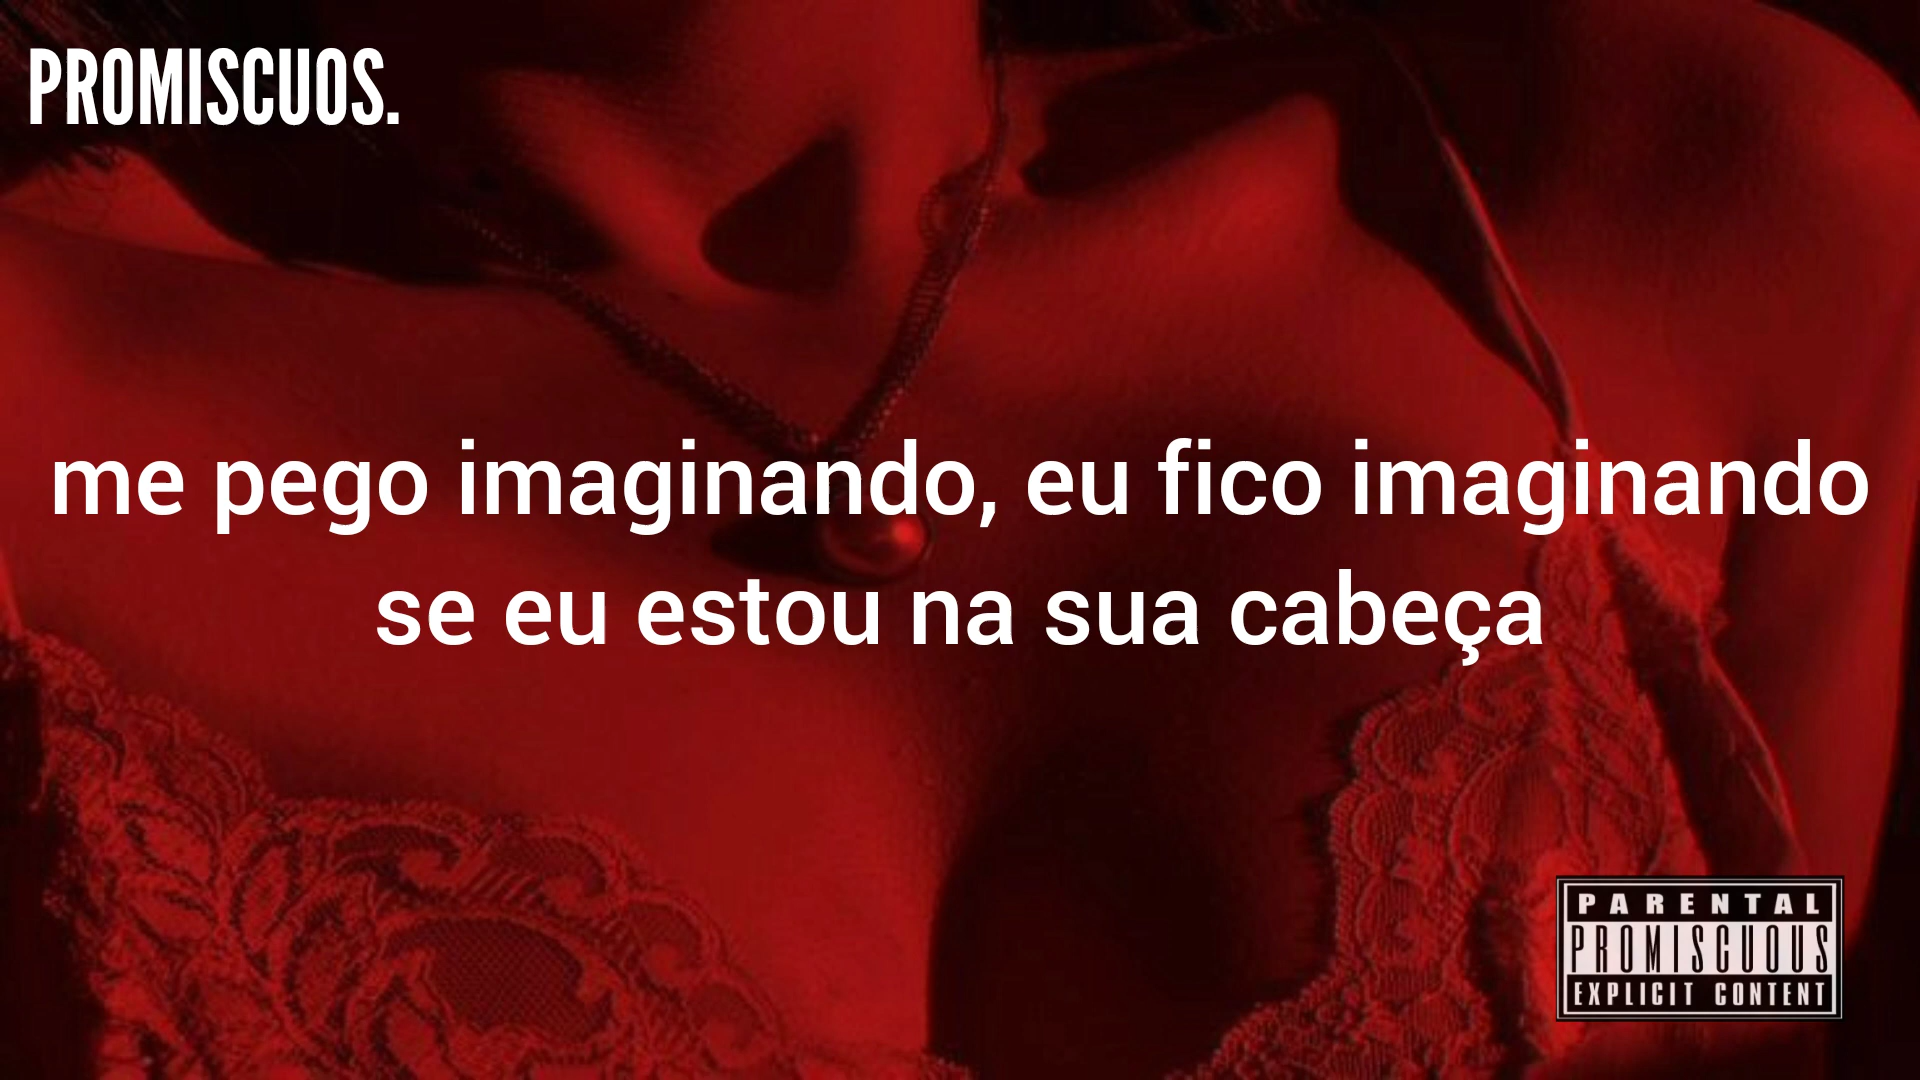 PROMISCUOS.
me pego imaginando, eu fico imaginando
se eu estou na sua cabeça
PARENTAL
PROMISCUOUS
EXPLICIT CONTENT